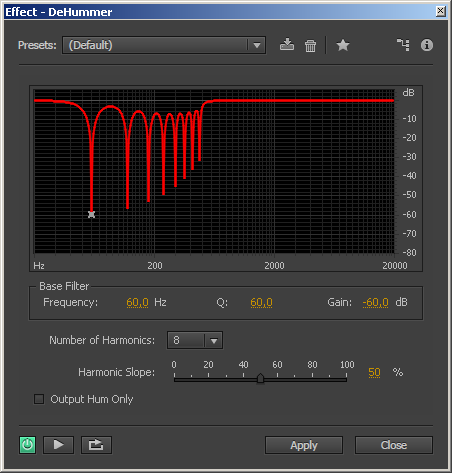 Effect - DeHummer
Presets: (Default)
dB
-10
-20
-30
-40
-50
-60
-70
-80
Hz 200 2000 20000
Base Filter
Frequency: 60,0 Hz Q: 60,0 Gain: -60,0 dB
Number of Harmonics: 8
0 20 40 60 80 100
Harmonic Slope: 50 %
Output Hum Only
Apply Close